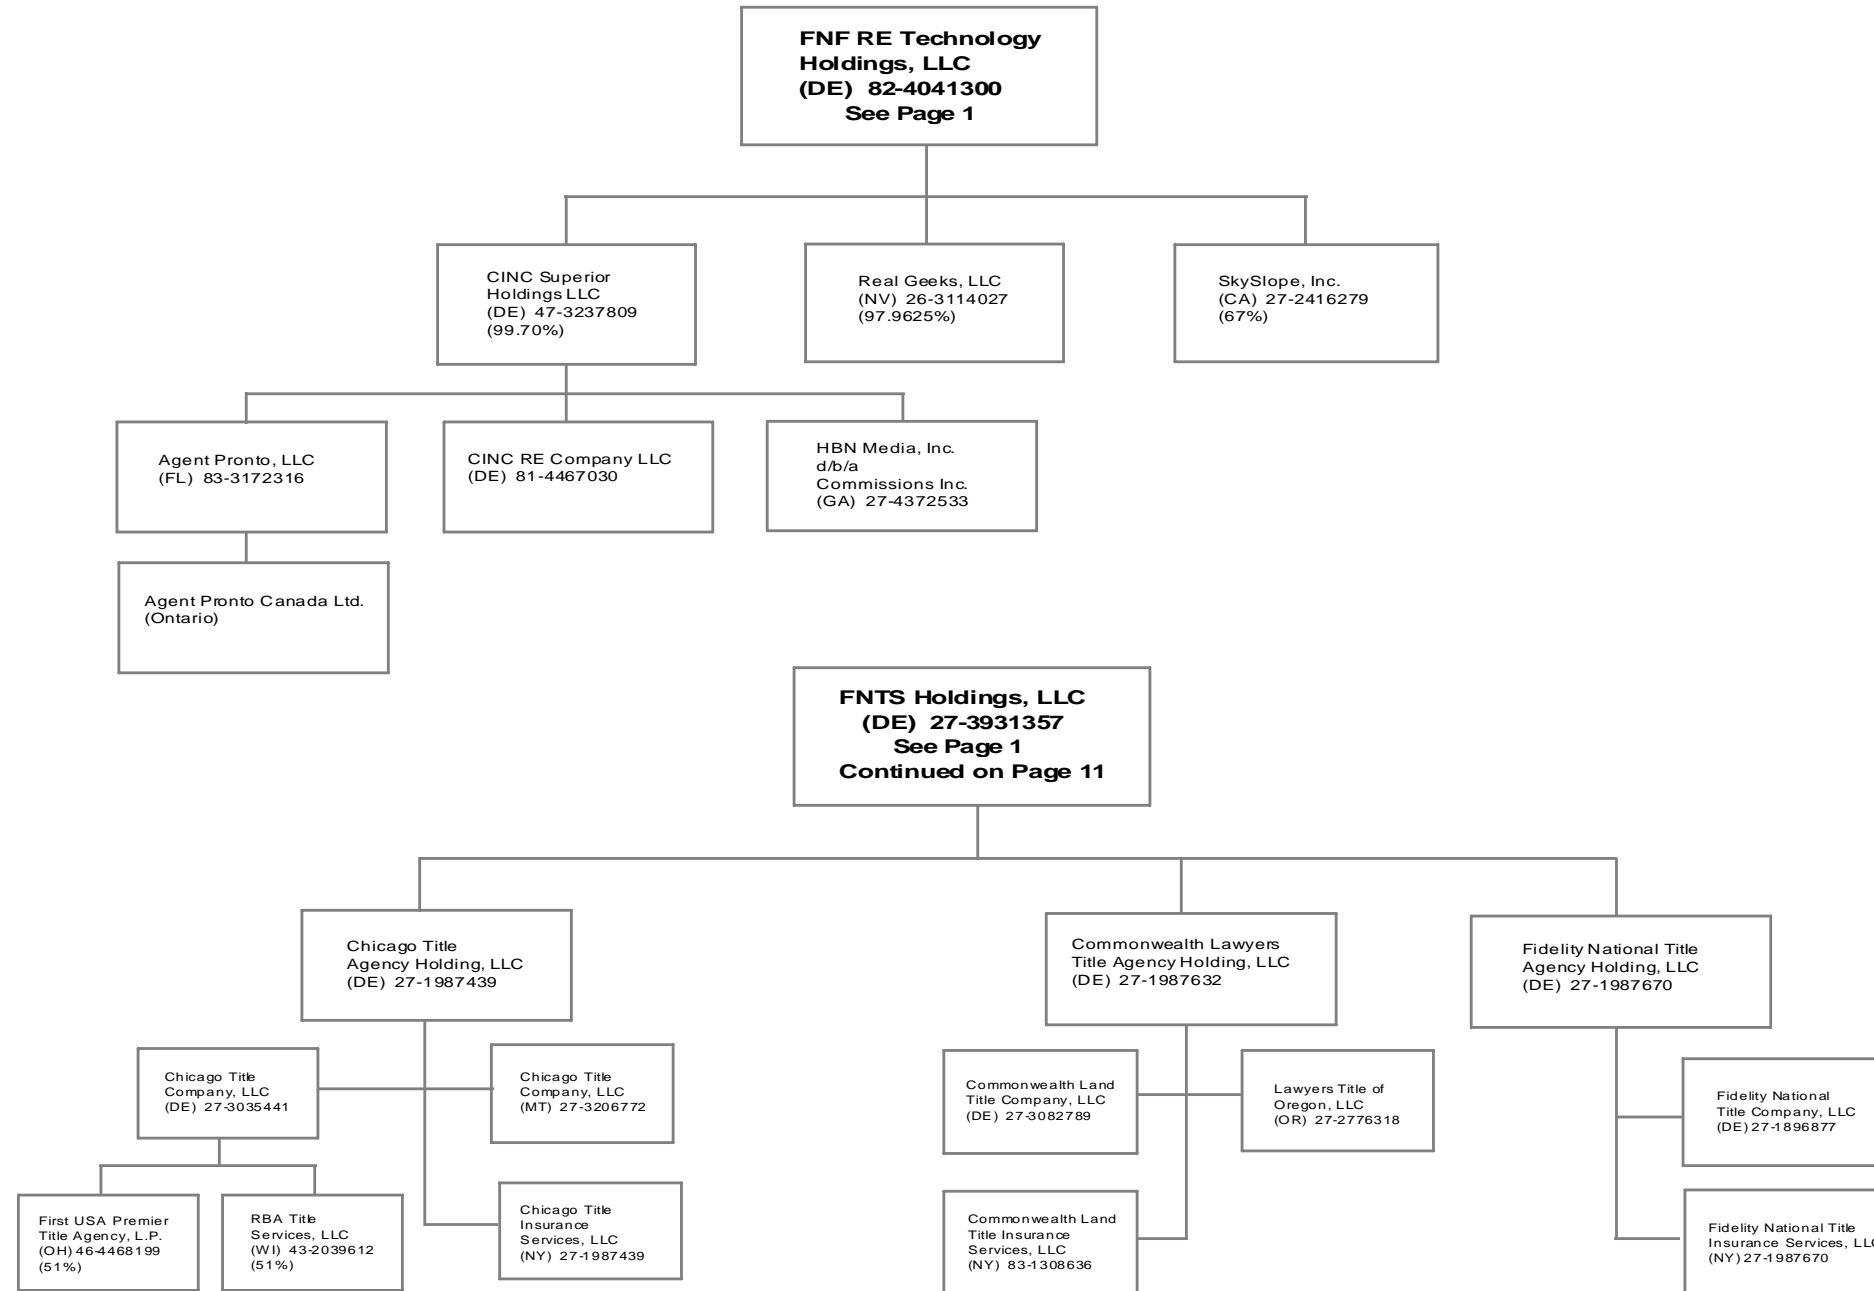 FNF RE Technology
Holdings, LLC
(DE) 82-4041300
See Page 1
CINC Superior
Holdings LLC
(DE) 47-3237809
(99.70%)
Real Geeks, LLC
(NV) 26-3114027
(97.9625%)
SkySlope, Inc.
(CA) 27-2416279
(67%)
Agent Pronto, LLC
(FL) 83-3172316
CINC RE Company LLC
(DE) 81-4467030
HBN Media, Inc.
d/b/a
Commissions Inc.
(GA) 27-4372533
Agent Pronto Canada Ltd.
(Ontario)
FNTS Holdings, LLC
(DE) 27-3931357
See Page 1
Continued on Page 11
Chicago Title
Agency Holding, LLC
(DE) 27-1987439
Commonwealth Lawyers
Title Agency Holding, LLC
(DE) 27-1987632
Fidelity National Title
Agency Holding, LLC
(DE) 27-1987670
Chicago Title
Company, LLC
(DE) 27-3035441
Chicago Title
Company, LLC
(MT) 27-3206772
Commonwealth Land
Title Company, LLC
(DE) 27-3082789
Lawyers Title of
Oregon, LLC
(OR) 27-2776318
Fidelity National
Title Company, LLC
(DE) 27-1896877
First USA Premier
Title Agency, L.P.
(OH) 46-4468199
(51%)
RBA Title
Services, LLC
(WI) 43-2039612
(51%)
Chicago Title
Insurance
Services, LLC
(NY) 27-1987439
Commonwealth Land
Title Insurance
Services, LLC
(NY) 83-1308636
Fidelity National Title
Insurance Services, LLC
(NY) 27-1987670